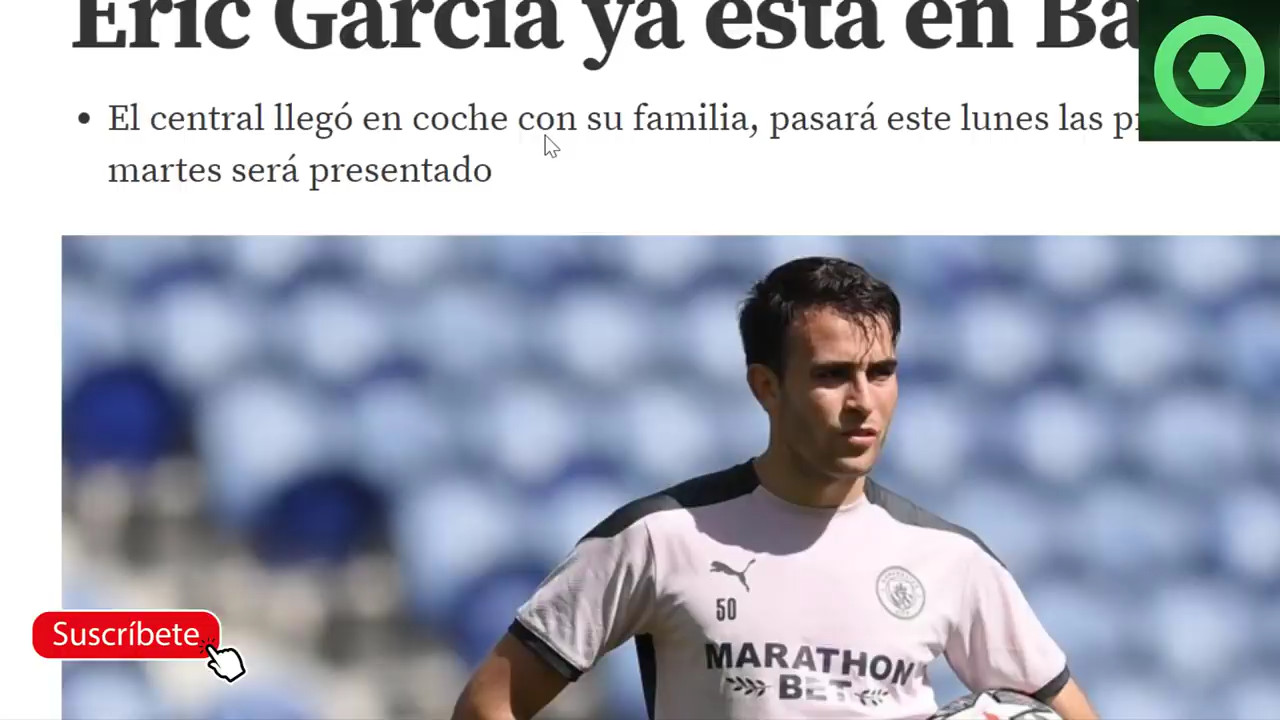 Eric García ya está en Ba
El central llegó en coche con su familia, pasará este lunes las
martes será presentado
50
MARATHON
BET
Suscríbete